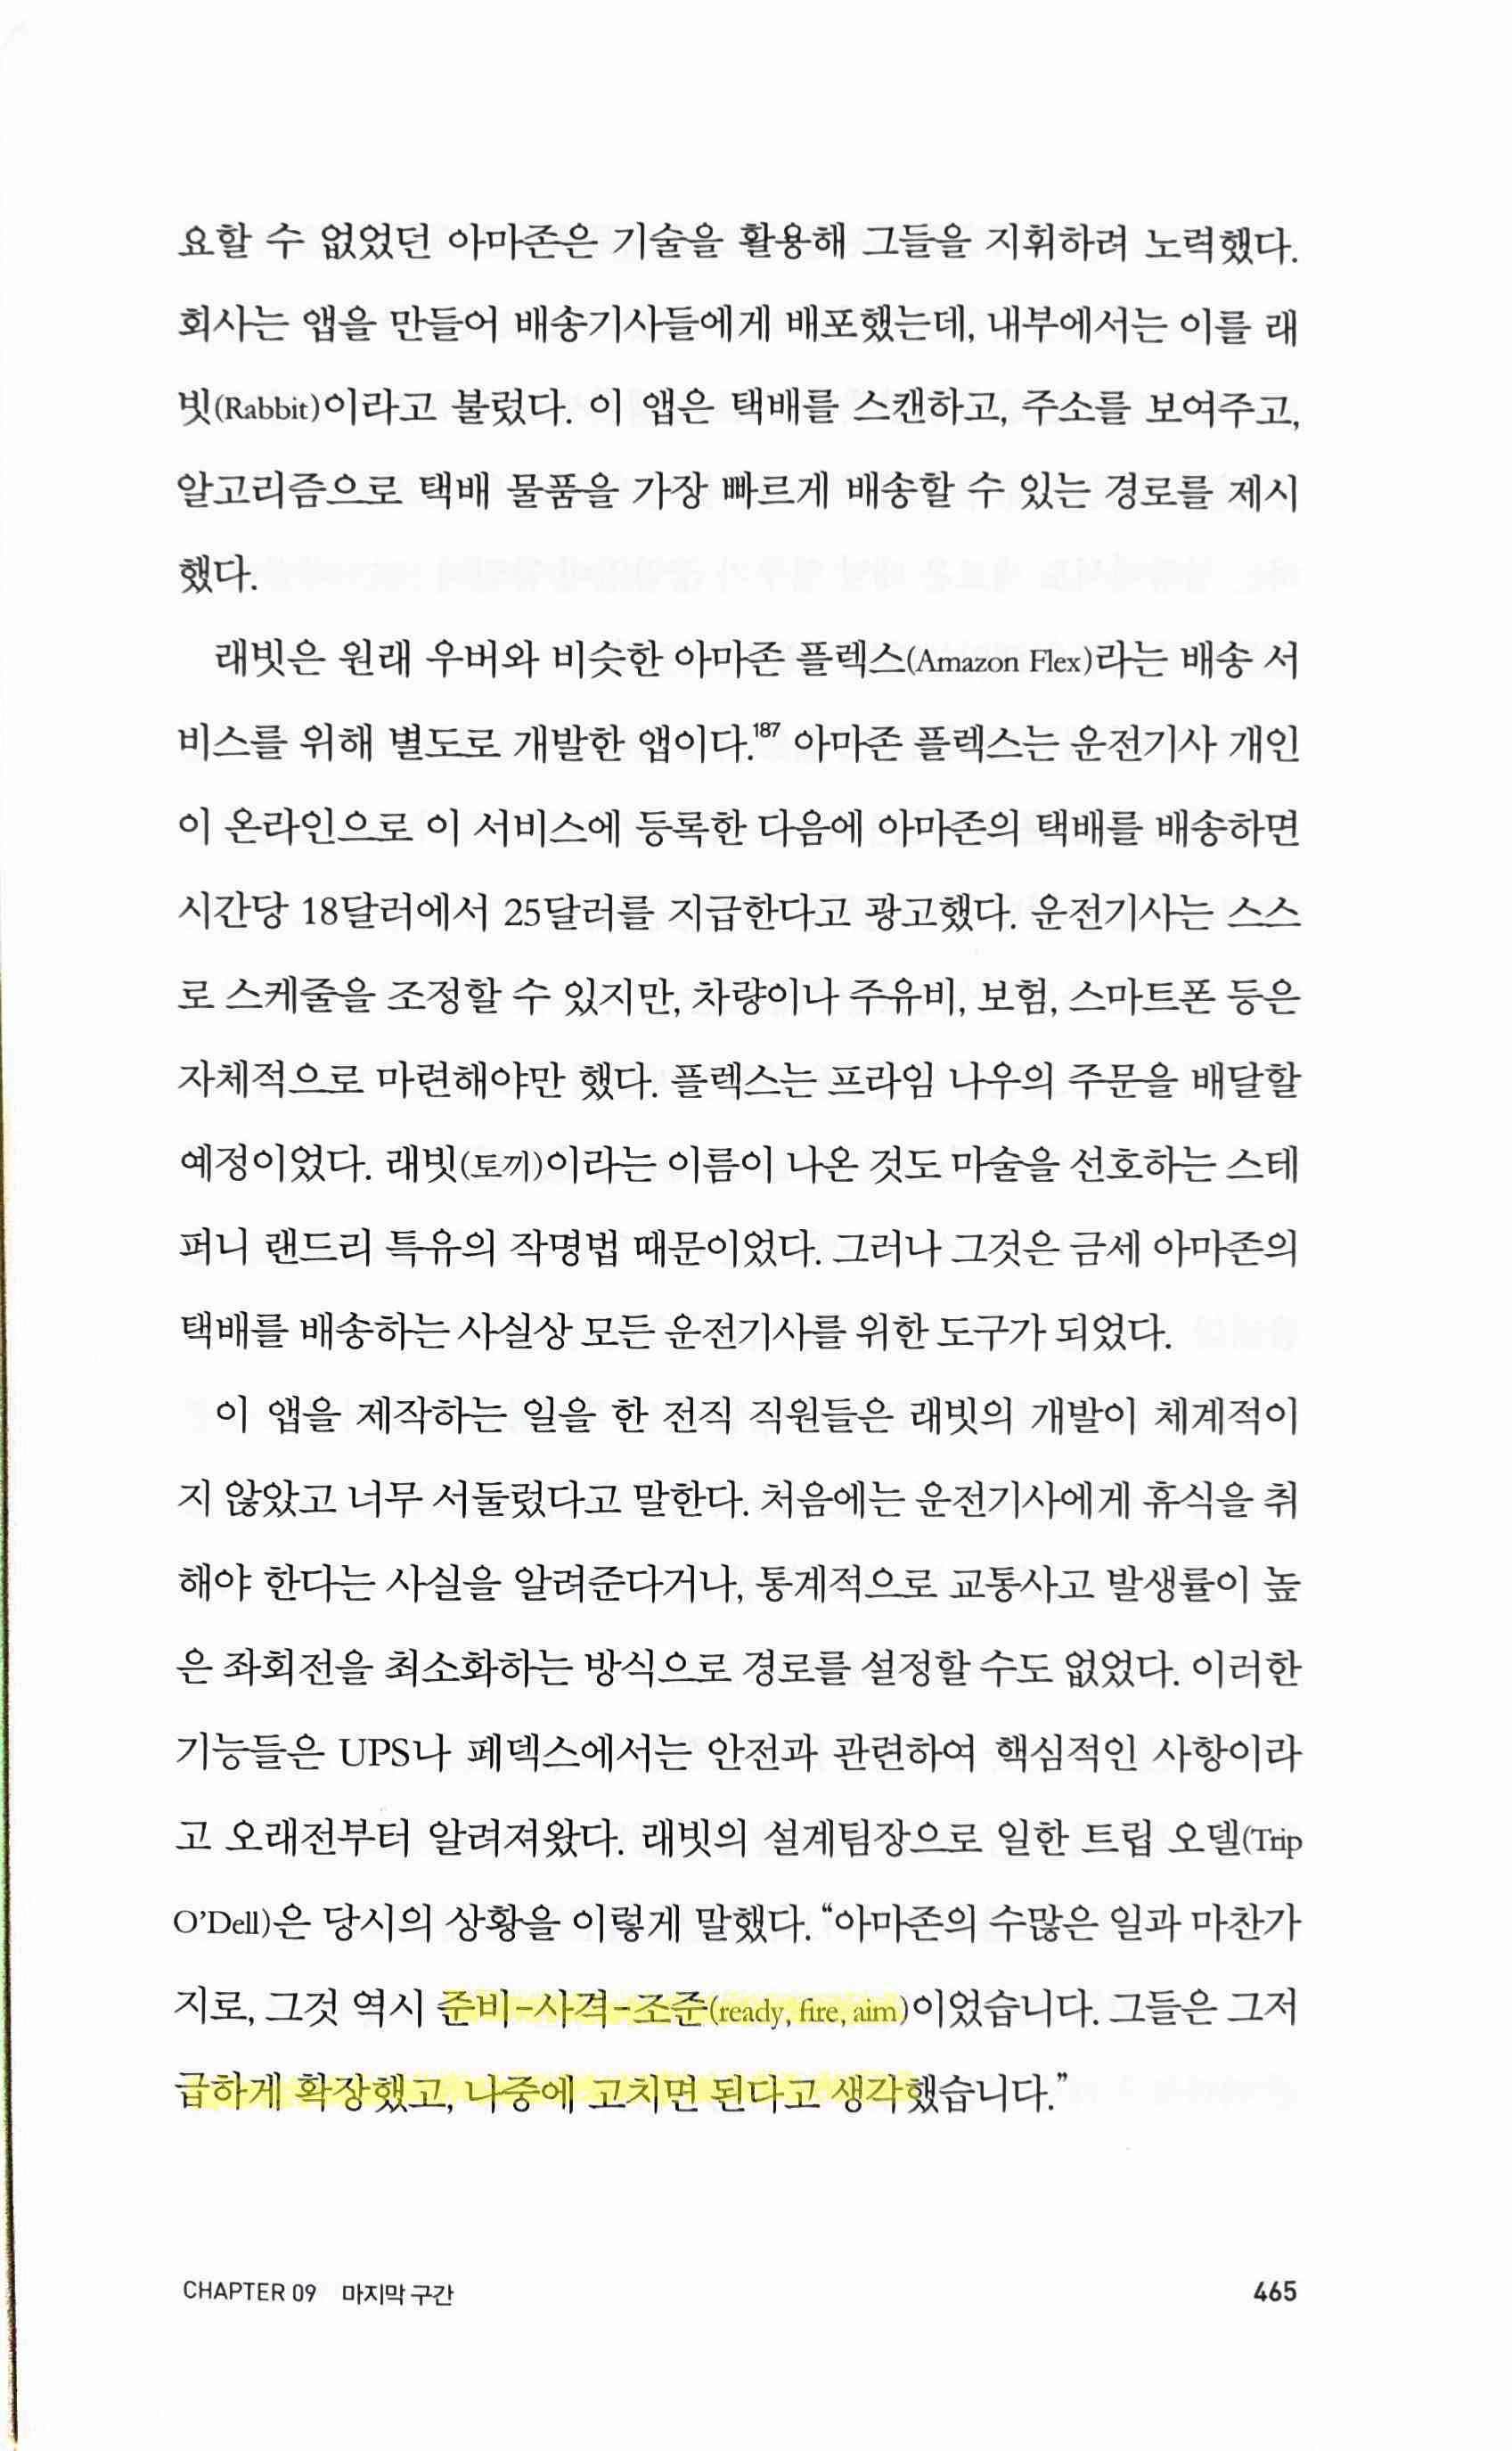 요할 수 없었던 아마존은 기술을 활용해 그들을 지휘하려 노력했다.
회사는 앱을 만들어 배송기사들에게 배포했는데, 내부에서는 이를 래
빗(Rabbit)이라고 불렀다. 이 앱은 택배를 스캔하고, 주소를 보여주고,
알고리즘으로 택배 물품을 가장 빠르게 배송할 수 있는 경로를 제시
했다.
래빗은 원래 우버와 비슷한 아마존 플렉스(Amazon Flex)라는 배송 서
비스를 위해 별도로 개발한 앱이다.187 아마존 플렉스는 운전기사 개인
이 온라인으로 이 서비스에 등록한 다음에 아마존의 택배를 배송하면
시간당 18달러에서 25달러를 지급한다고 광고했다. 운전기사는 스스
로 스케줄을 조정할 수 있지만, 차량이나 주유비, 보험, 스마트폰 등은
자체적으로 마련해야만 했다. 플렉스는 프라임 나우의 주문을 배달할
예정이었다. 래빗(토끼)이라는 이름이 나온 것도 마술을 선호하는 스테
퍼니 랜드리 특유의 작명법 때문이었다. 그러나 그것은 금세 아마존의
택배를 배송하는 사실상 모든 운전기사를 위한 도구가 되었다.
이 앱을 제작하는 일을 한 전직 직원들은 래빗의 개발이 체계적이
지 않았고 너무 서둘렀다고 말한다. 처음에는 운전기사에게 휴식을 취
해야 한다는 사실을 알려준다거나, 통계적으로 교통사고 발생률이 높
은 좌회전을 최소화하는 방식으로 경로를 설정할 수도 없었다. 이러한
기능들은 UPS나 페덱스에서는 안전과 관련하여 핵심적인 사항이라
고 오래전부터 알려져왔다. 래빗의 설계팀장으로 일한 트립 오델(Trip
O’Dell)은 당시의 상황을 이렇게 말했다. “아마존의 수많은 일과 마찬가
지로, 그것 역시 준비-사격-조준(ready, fire, aim)이었습니다. 그들은 그저
급하게 확장했고, 나중에 고치면 된다고 생각했습니다.”
CHAPTER 09 마지막 구간 465